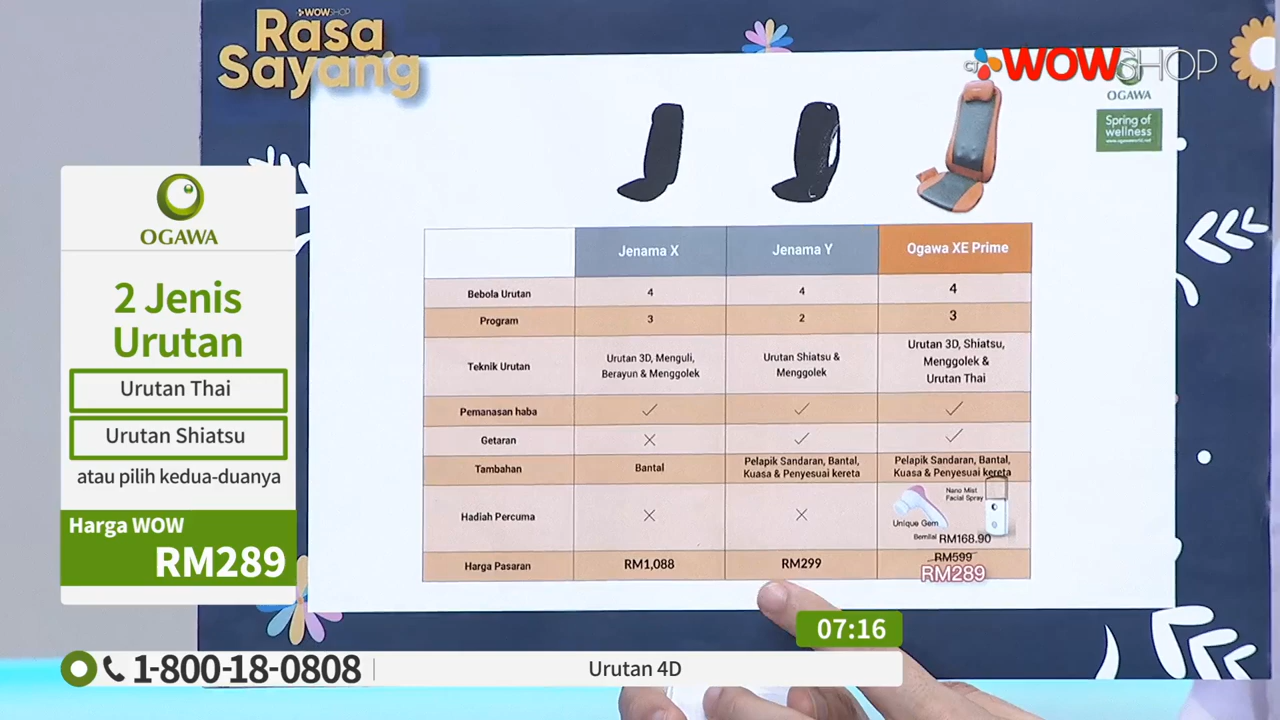 WOWSHOP
Rasa
Sayang
CJ WOWSHOP
OGAWA
Spring of
wellness
OGAWA
2 Jenis
Urutan
Urutan Thai
Urutan Shiatsu
atau pilih kedua-duanya
Harga WOW
RM289
Jenama X
Jenama Y
Ogawa XE Prime
Bebola Urutan
4
4
4
Program
3
2
3
Teknik Urutan
Urutan 3D, Menguli,
Berayun & Menggolek
Urutan Shiatsu &
Menggolek
Urutan 3D, Shiatsu,
Menggolek &
Urutan Thai
Pemanasan haba
Getaran
Tambahan
Bantal
Pelapik Sandaran, Bantal,
Kuasa & Penyesuai kereta
Pelapik Sandaran, Bantal,
Kuasa & Penyesuai kereta
Hadiah Percuma
Nano Mist
Facial Spray
Unique Gem
Bernilai RM168.90
Harga Pasaran
RM1,088
RM299
RM599
RM289
07:16
1-800-18-0808
Urutan 4D